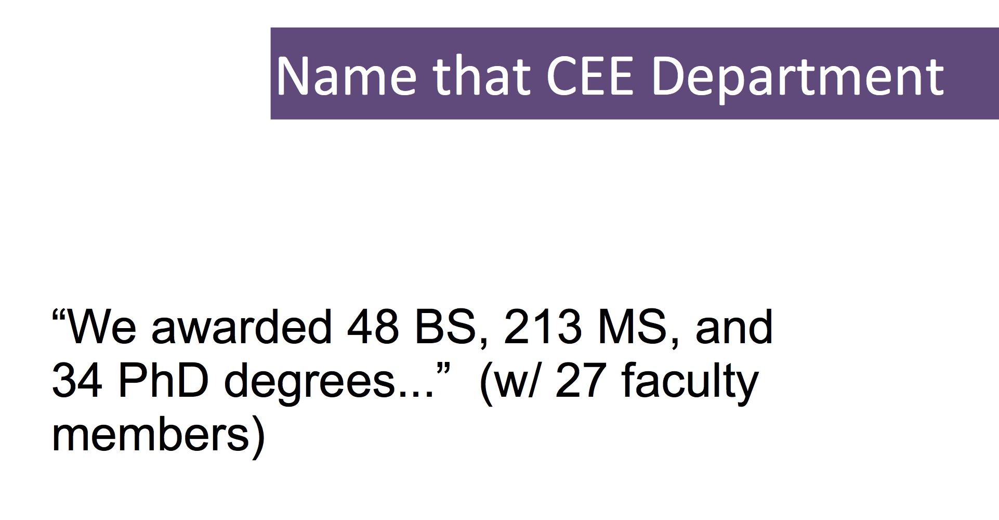 Name that CEE Department
“We awarded 48 BS, 213 MS, and
34 PhD degrees...”  (w/ 27 faculty
members)